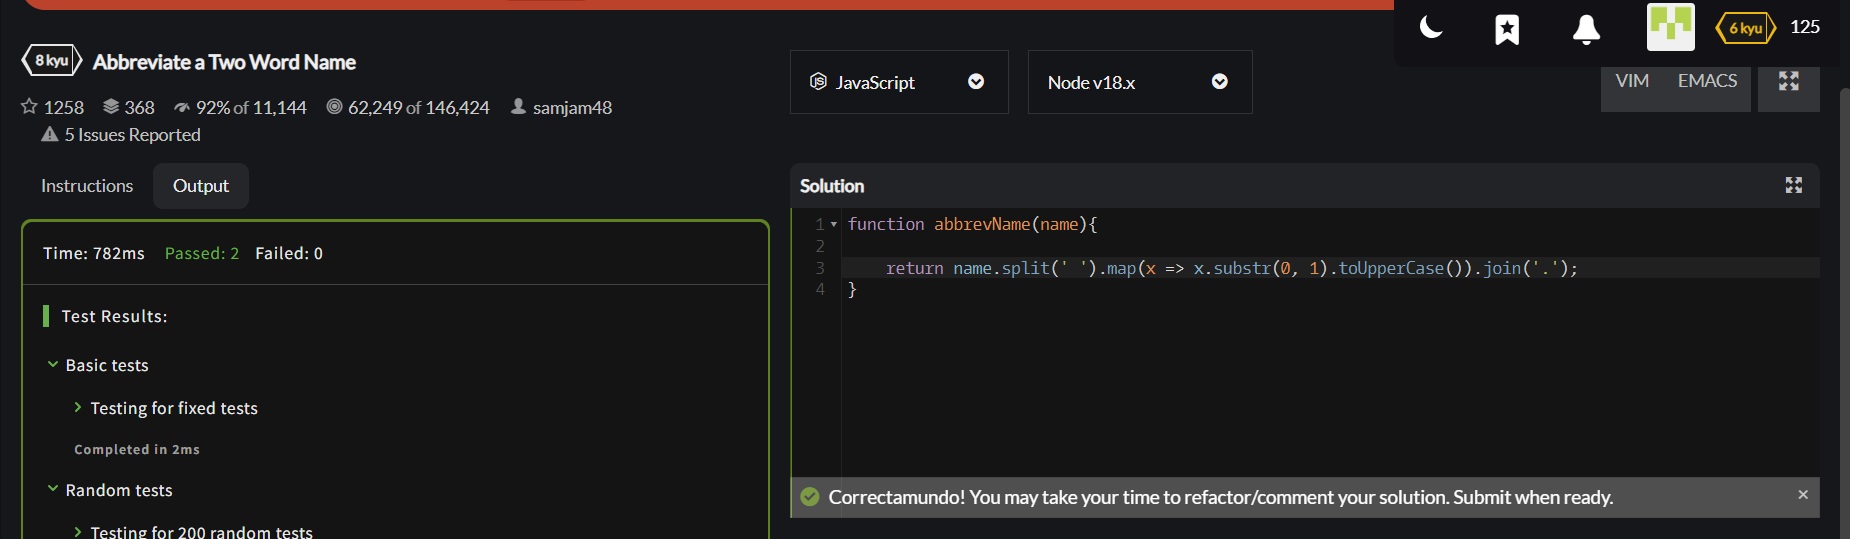 6 kyu 125
8 kyu Abbreviate a Two Word Name
1258 368 92% of 11,144 62,249 of 146,424 samjam48
5 Issues Reported
JS JavaScript Node v18.x VIM EMACS
Instructions Output
Time: 782ms Passed: 2 Failed: 0
Test Results:
Basic tests
Testing for fixed tests
Completed in 2ms
Random tests
Testing for 200 random tests
Solution
1 function abbrevName(name){
2
3 return name.split(' ').map(x => x.substr(0, 1).toUpperCase()).join('.');
4 }
Correctamundo! You may take your time to refactor/comment your solution. Submit when ready. ×